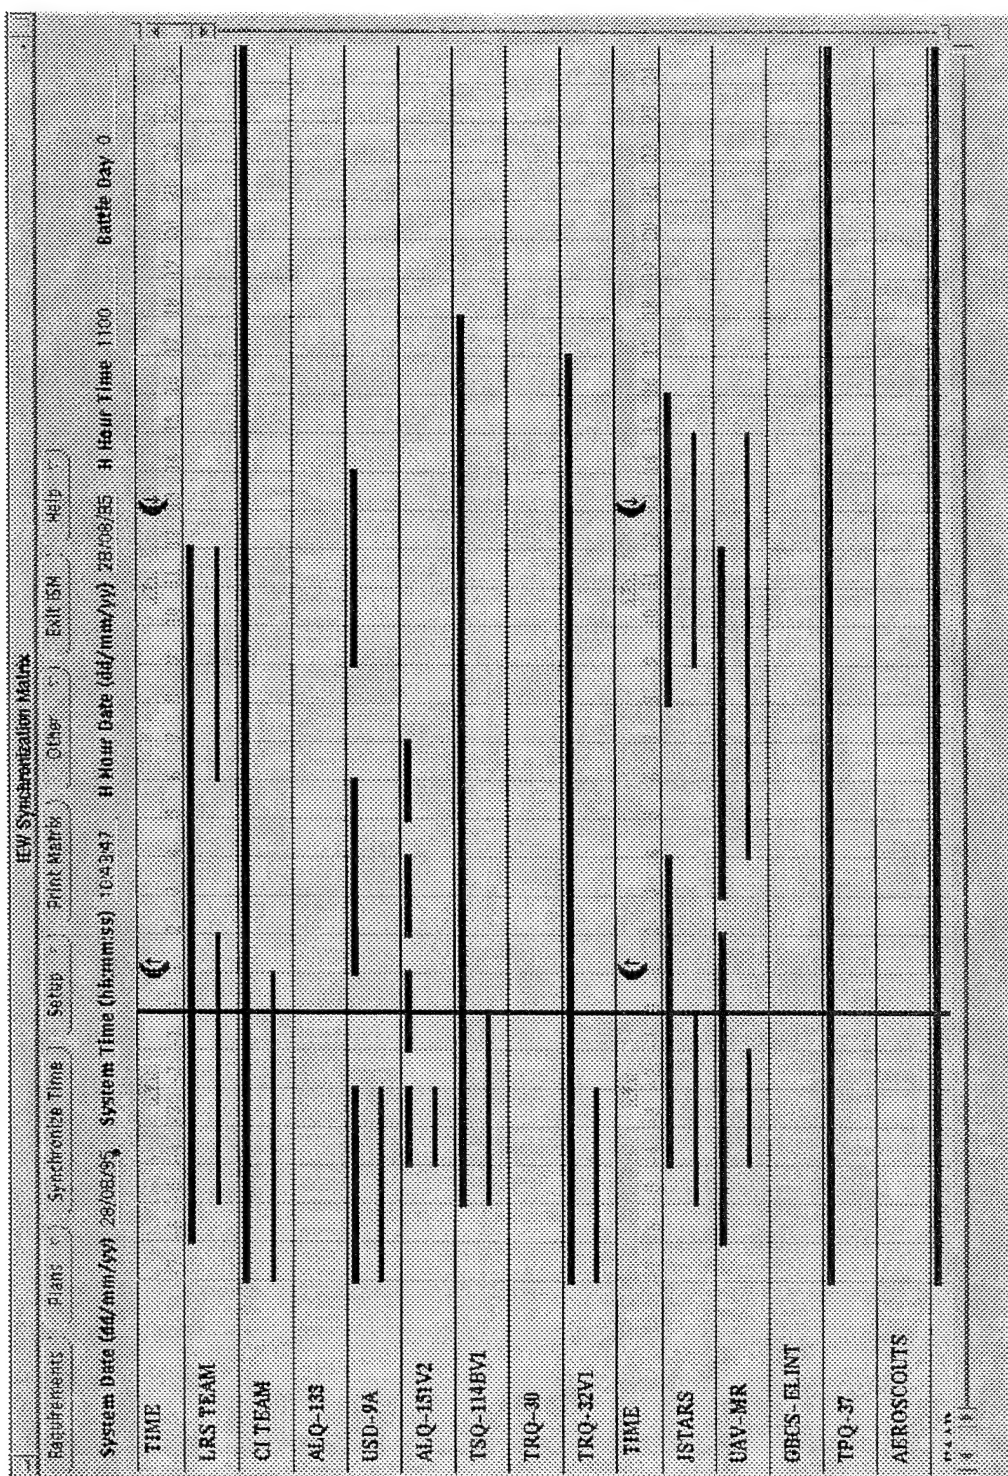 IEW Synchronization Matrix
Requirements Plans Synchronize Time Setup Print Matrix Other Exit ISM Help
System Date (dd/mm/yy) 28/08/95 System Time (hh:mm:ss) 10:43:47 H Hour Date (dd/mm/yy) 28/08/95 H Hour Time 1100 Battle Day 0
TIME
LRS TEAM
CI TEAM
ALQ-133
USD-9A
ALQ-151V2
TSQ-114BV1
TRQ-30
TRQ-32V1
TIME
JSTARS
UAV-MR
GBCS-ELINT
TPQ-37
AEROSCOUTS